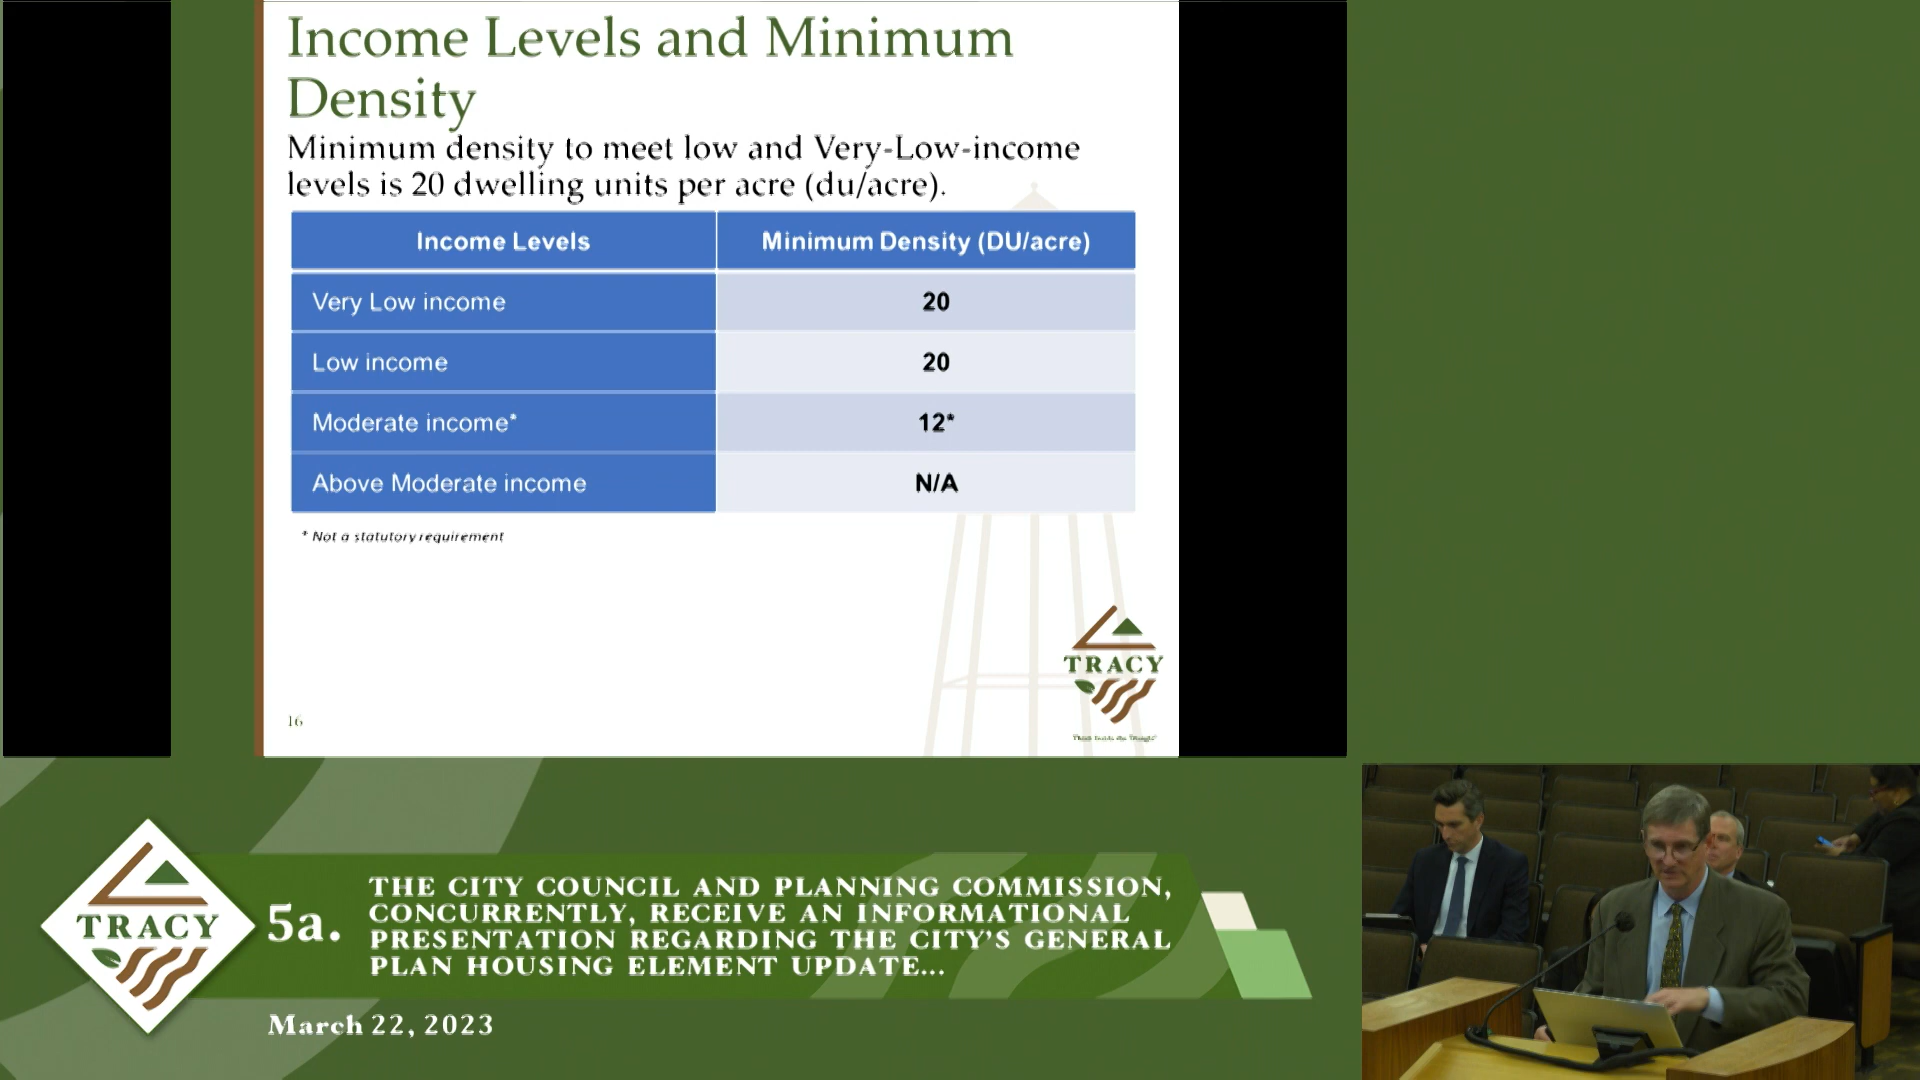 Income Levels and Minimum
Density
Minimum density to meet low and Very-Low-income
levels is 20 dwelling units per acre (du/acre).
Income Levels Minimum Density (DU/acre)
Very Low income 20
Low income 20
Moderate income* 12*
Above Moderate income N/A
* Not a statutory requirement
TRACY
16
TRACY
5a.
THE CITY COUNCIL AND PLANNING COMMISSION,
CONCURRENTLY, RECEIVE AN INFORMATIONAL
PRESENTATION REGARDING THE CITY'S GENERAL
PLAN HOUSING ELEMENT UPDATE...
March 22, 2023